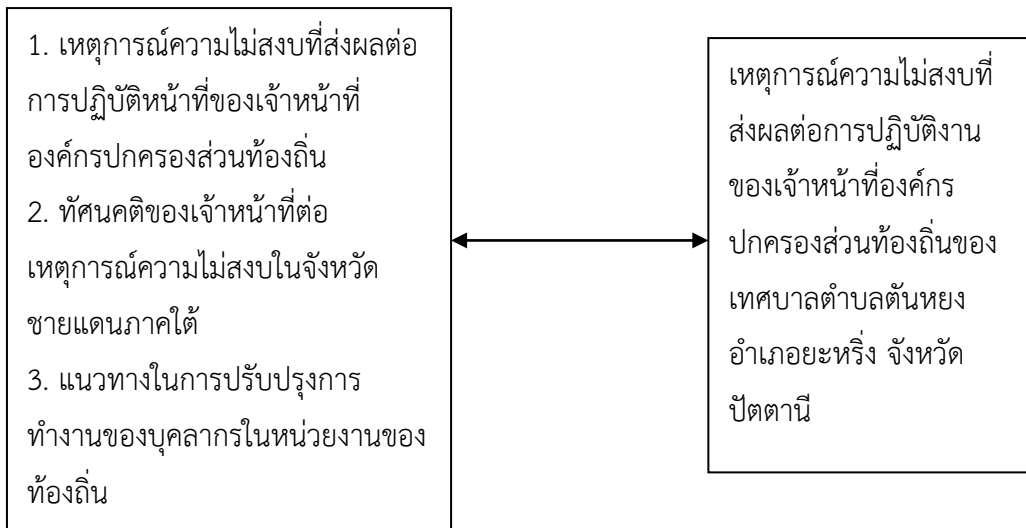 1. เหตุการณ์ความไม่สงบที่ส่งผลต่อ
การปฏิบัติหน้าที่ของเจ้าหน้าที่
องค์กรปกครองส่วนท้องถิ่น
2. ทัศนคติของเจ้าหน้าที่ต่อ
เหตุการณ์ความไม่สงบในจังหวัด
ชายแดนภาคใต้
3. แนวทางในการปรับปรุงการ
ทำงานของบุคลากรในหน่วยงานของ
ท้องถิ่น
เหตุการณ์ความไม่สงบที่
ส่งผลต่อการปฏิบัติงาน
ของเจ้าหน้าที่องค์กร
ปกครองส่วนท้องถิ่นของ
เทศบาลตำบลตันหยง
อำเภอยะหริ่ง จังหวัด
ปัตตานี